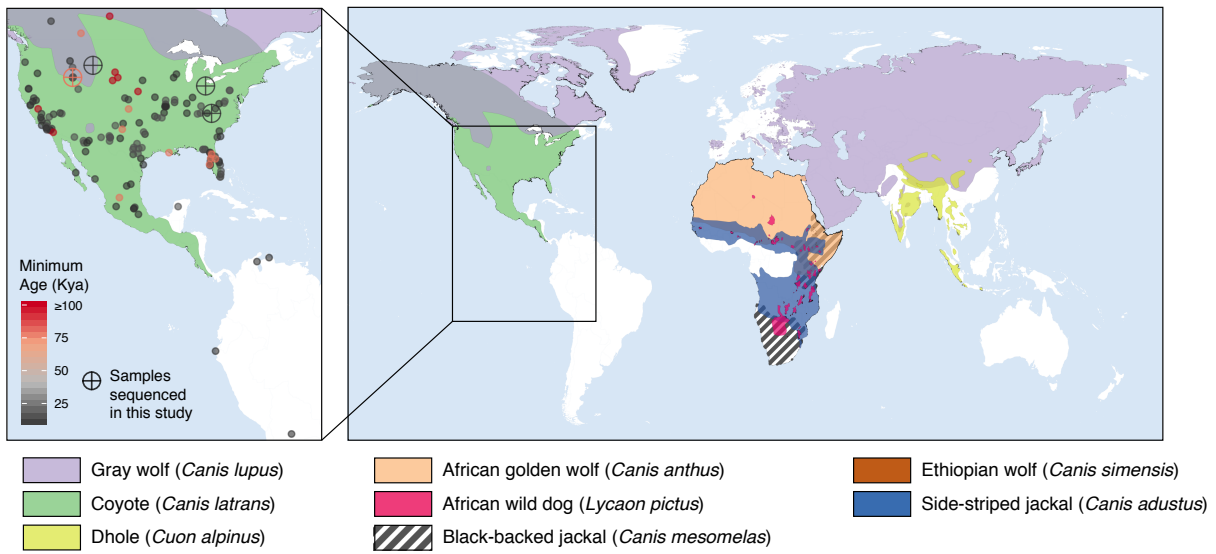 Minimum
Age (Kya)
≥100
75
50
25
Samples
sequenced
in this study
Gray wolf (Canis lupus)
Coyote (Canis latrans)
Dhole (Cuon alpinus)
African golden wolf (Canis anthus)
African wild dog (Lycaon pictus)
Black-backed jackal (Canis mesomelas)
Ethiopian wolf (Canis simensis)
Side-striped jackal (Canis adustus)